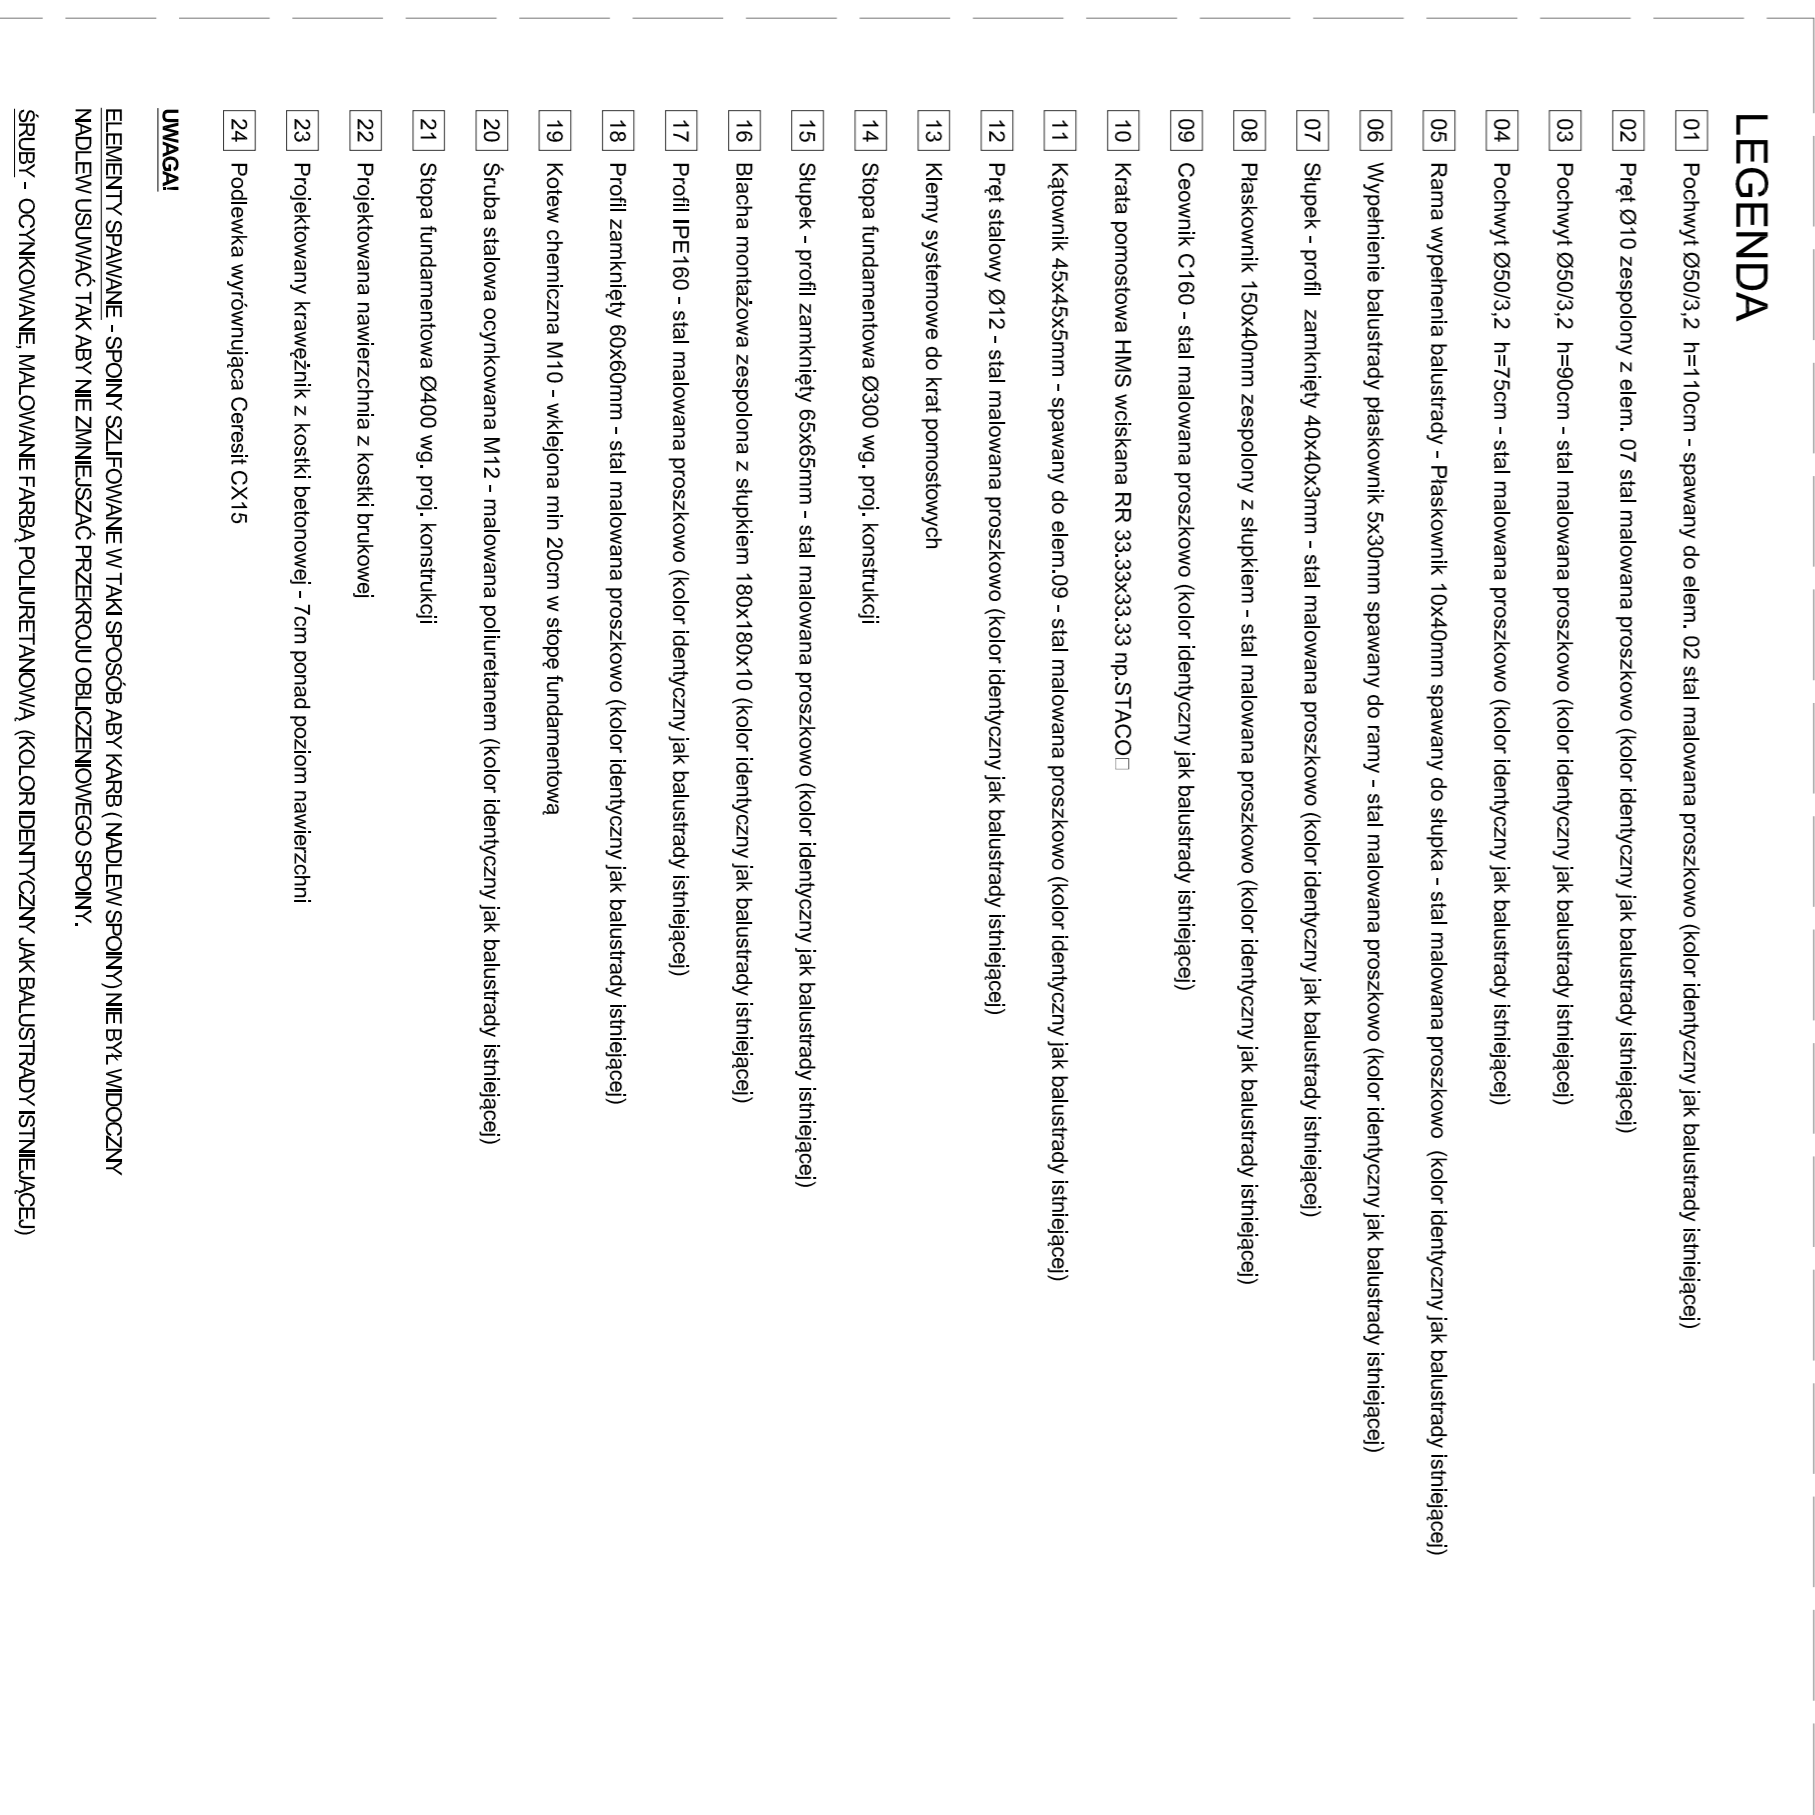 LEGENDA
01 Pochwyt Ø50/3,2 h=110cm - spawany do elem. 02 stal malowana proszkowo (kolor identyczny jak balustrady istniejącej)
02 Pręt Ø10 zespolony z elem. 07 stal malowana proszkowo (kolor identyczny jak balustrady istniejącej)
03 Pochwyt Ø50/3,2 h=90cm - stal malowana proszkowo (kolor identyczny jak balustrady istniejącej)
04 Pochwyt Ø50/3,2 h=75cm - stal malowana proszkowo (kolor identyczny jak balustrady istniejącej)
05 Rama wypełnenia balustrady - Płaskownik 10x40mm spawany do słupka - stal malowana proszkowo (kolor identyczny jak balustrady istniejącej)
06 Wypełnienie balustrady płaskownik 5x30mm spawany do ramy - stal malowana proszkowo (kolor identyczny jak balustrady istniejącej)
07 Słupek - profil zamknięty 40x40x3mm - stal malowana proszkowo (kolor identyczny jak balustrady istniejącej)
08 Płaskownik 150x40mm zespolony z słupkiem - stal malowana proszkowo (kolor identyczny jak balustrady istniejącej)
09 Ceownik C160 - stal malowana proszkowo (kolor identyczny jak balustrady istniejącej)
10 Krata pomostowa HMS wciskana RR 33.33x33.33 np.STACO□
11 Kątownik 45x45x5mm - spawany do elem.09 - stal malowana proszkowo (kolor identyczny jak balustrady istniejącej)
12 Pręt stalowy Ø12 - stal malowana proszkowo (kolor identyczny jak balustrady istniejącej)
13 Klemy systemowe do krat pomostowych
14 Stopa fundamentowa Ø300 wg. proj. konstrukcji
15 Słupek - profil zamknięty 65x65mm - stal malowana proszkowo (kolor identyczny jak balustrady istniejącej)
16 Blacha montażowa zespolona z słupkiem 180x180x10 (kolor identyczny jak balustrady istniejącej)
17 Profil IPE160 - stal malowana proszkowo (kolor identyczny jak balustrady istniejącej)
18 Profil zamknięty 60x60mm - stal malowana proszkowo (kolor identyczny jak balustrady istniejącej)
19 Kotew chemiczna M10 - wklejona min 20cm w stopę fundamentową
20 Śruba stalowa ocynkowana M12 - malowana poliuretanem (kolor identyczny jak balustrady istniejącej)
21 Stopa fundamentowa Ø400 wg. proj. konstrukcji
22 Projektowana nawierzchnia z kostki brukowej
23 Projektowany krawężnik z kostki betonowej - 7cm ponad poziom nawierzchni
24 Podlewka wyrównująca Ceresit CX15
UWAGA!
ELEMENTY SPAWANE - SPOINY SZLIFOWANE W TAKI SPOSÓB ABY KARB ( NADLEW SPOINY) NIE BYŁ WIDOCZNY
NADLEW USUWAĆ TAK ABY NIE ZMNIEJSZAĆ PRZEKROJU OBLICZENIOWEGO SPOINY.
ŚRUBY - OCYNKOWANE, MALOWANE FARBĄ POLIURETANOWĄ (KOLOR IDENTYCZNY JAK BALUSTRADY ISTNIEJĄCEJ)